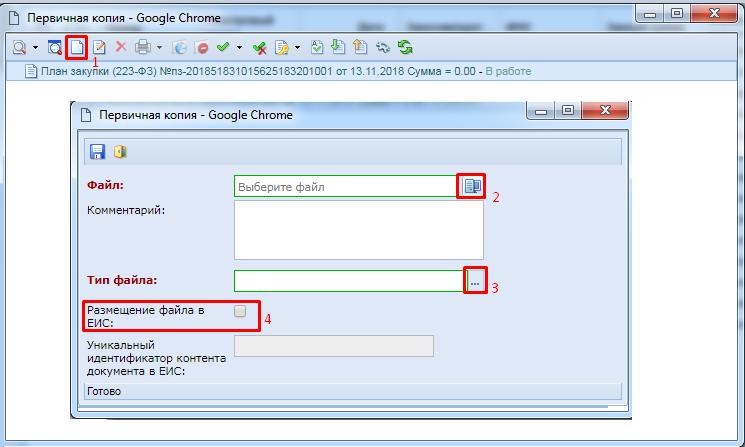 Первичная копия - Google Chrome
1
План закупки (223-ФЗ) №пз-201851831015625183201001 от 13.11.2018 Сумма = 0.00 - В работе
Первичная копия - Google Chrome
Файл:
Выберите файл
2
Комментарий:
Тип файла:
...
3
Размещение файла в
ЕИС:
4
Уникальный
идентификатор контента
документа в ЕИС:
Готово